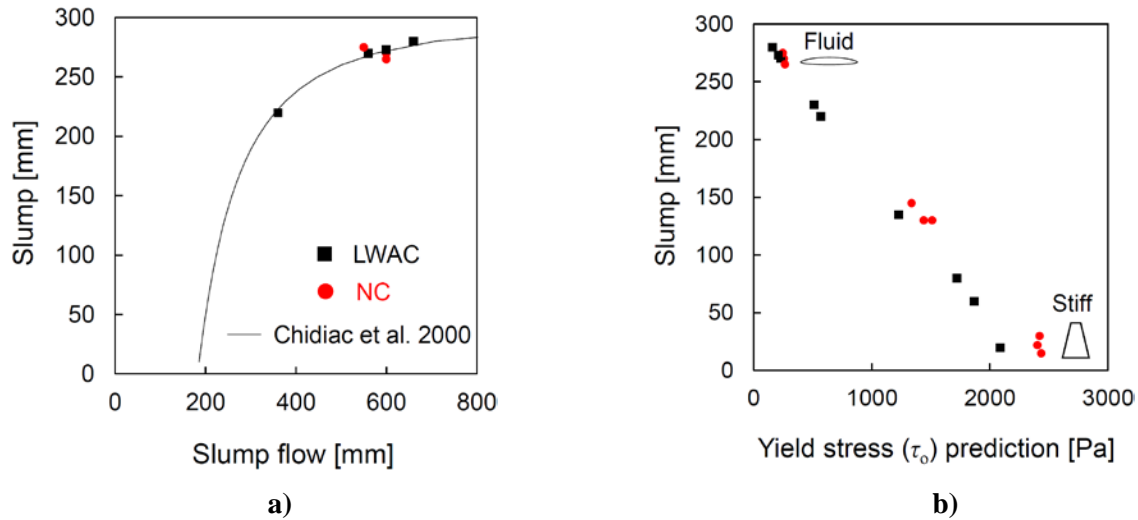 300
250
200
150
100
50
0
Slump [mm]
LWAC
NC
Chidiac et al. 2000
0 200 400 600 800
Slump flow [mm]
a)
300
250
200
150
100
50
0
Slump [mm]
Fluid
Stiff
0 1000 2000 3000
Yield stress (τₒ) prediction [Pa]
b)